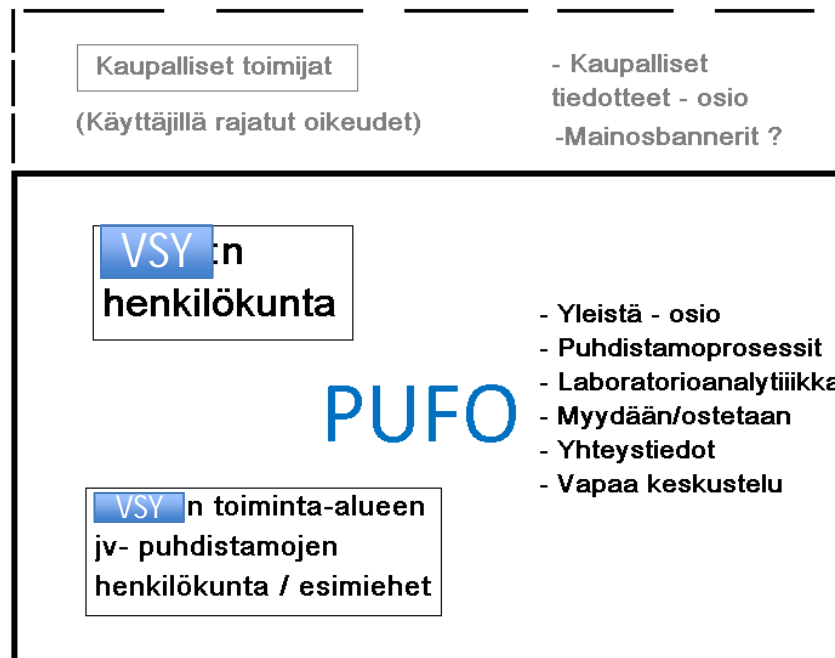 Kaupalliset toimijat
(Käyttäjillä rajatut oikeudet)
- Kaupalliset
tiedotteet - osio
-Mainosbannerit ?
VSY:n
henkilökunta
PUFO
- Yleistä - osio
- Puhdistamoprosessit
- Laboratorioanalytiiikka
- Myydään/ostetaan
- Yhteystiedot
- Vapaa keskustelu
VSY n toiminta-alueen
jv- puhdistamojen
henkilökunta / esimiehet